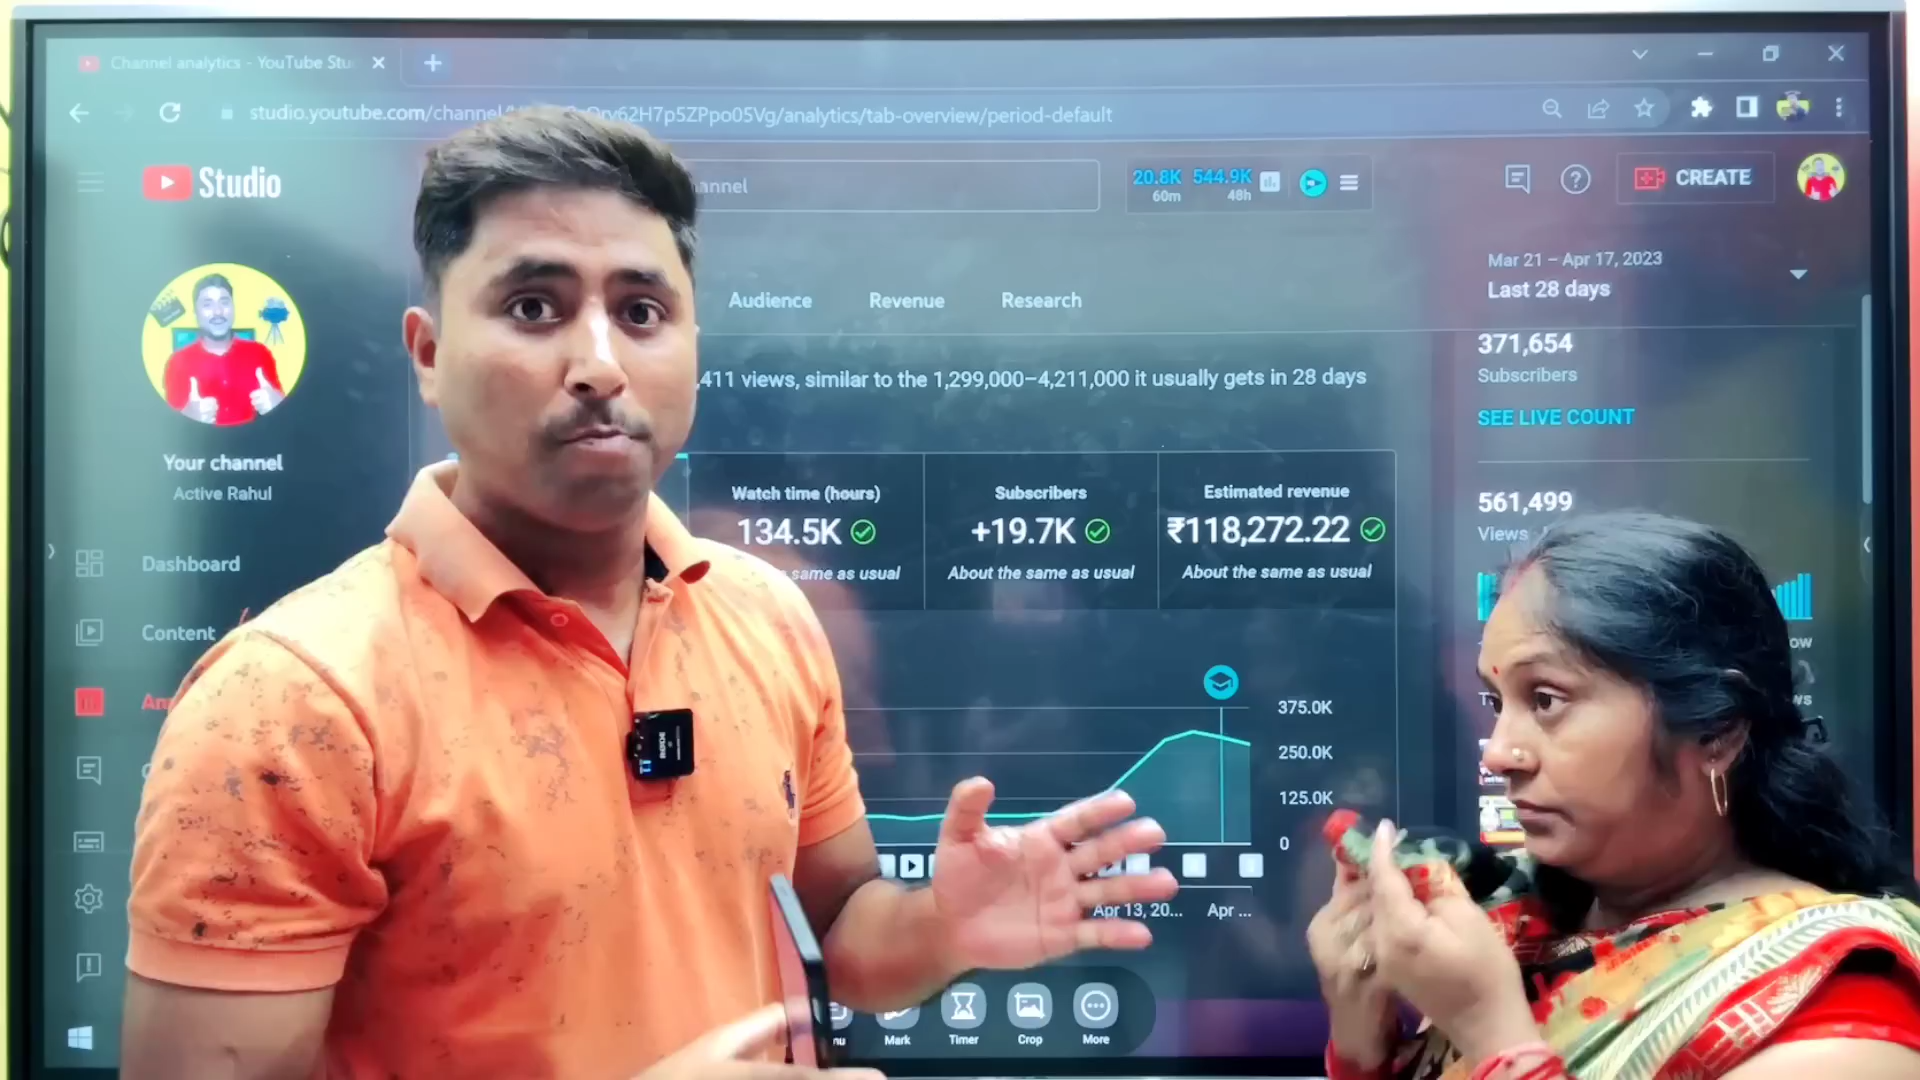 Channel analytics - YouTube Stu
studio.youtube.com/channel/
Ory62H7p5ZPpo05Vg/analytics/tab-overview/period-default
Studio
annel
20.8K 544.9K
60m 48h
CREATE
Mar 21 – Apr 17, 2023
Last 28 days
Audience Revenue Research
371,654
Subscribers
SEE LIVE COUNT
,411 views, similar to the 1,299,000–4,211,000 it usually gets in 28 days
Your channel
Active Rahul
Watch time (hours)
134.5K
same as usual
Subscribers
+19.7K
About the same as usual
Estimated revenue
₹118,272.22
About the same as usual
561,499
Views
Dashboard
Content
An
375.0K
250.0K
125.0K
0
Apr 13, 20... Apr ...
RØDE
nu Mark Timer Crop More